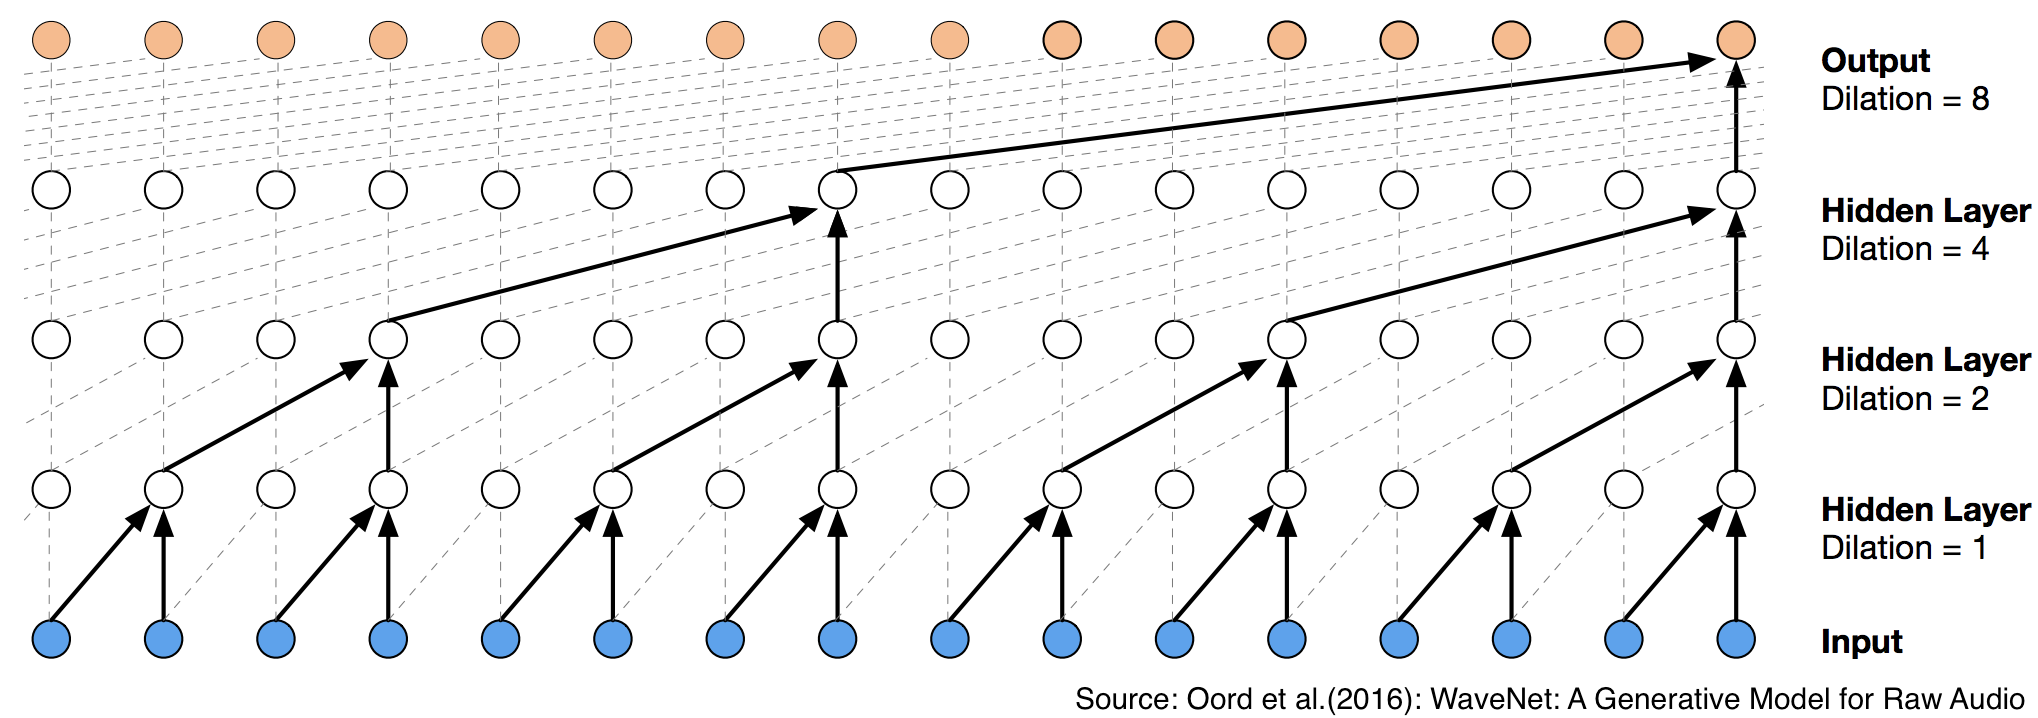 Output
Dilation = 8
Hidden Layer
Dilation = 4
Hidden Layer
Dilation = 2
Hidden Layer
Dilation = 1
Input
Source: Oord et al.(2016): WaveNet: A Generative Model for Raw Audio